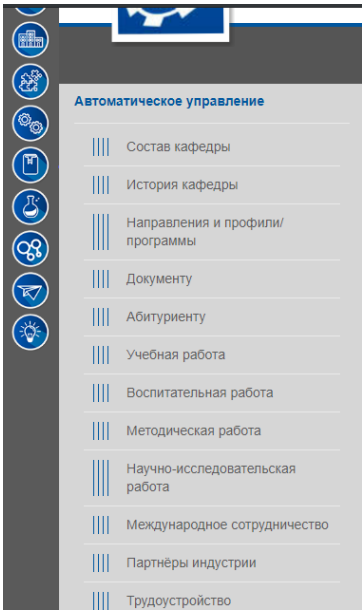 Автоматическое управление
Состав кафедры
История кафедры
Направления и профили/
программы
Документу
Абитуриенту
Учебная работа
Воспитательная работа
Методическая работа
Научно-исследовательская
работа
Международное сотрудничество
Партнёры индустрии
Трудоустройство